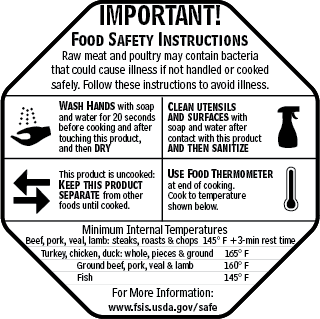 IMPORTANT!
FOOD SAFETY INSTRUCTIONS
Raw meat and poultry may contain bacteria
that could cause illness if not handled or cooked
safely. Follow these instructions to avoid illness.
WASH HANDS with soap
and water for 20 seconds
before cooking and after
touching this product,
and then DRY
CLEAN UTENSILS
AND SURFACES with
soap and water after
contact with this product
AND THEN SANITIZE
This product is uncooked:
KEEP THIS PRODUCT
SEPARATE from other
foods until cooked.
USE FOOD THERMOMETER
at end of cooking.
Cook to temperature
shown below.
Minimum Internal Temperatures
Beef, pork, veal, lamb: steaks, roasts & chops 145° F +3-min rest time
Turkey, chicken, duck: whole, pieces & ground 165° F
Ground beef, pork, veal & lamb 160° F
Fish 145° F
For More Information:
www.fsis.usda.gov/safe